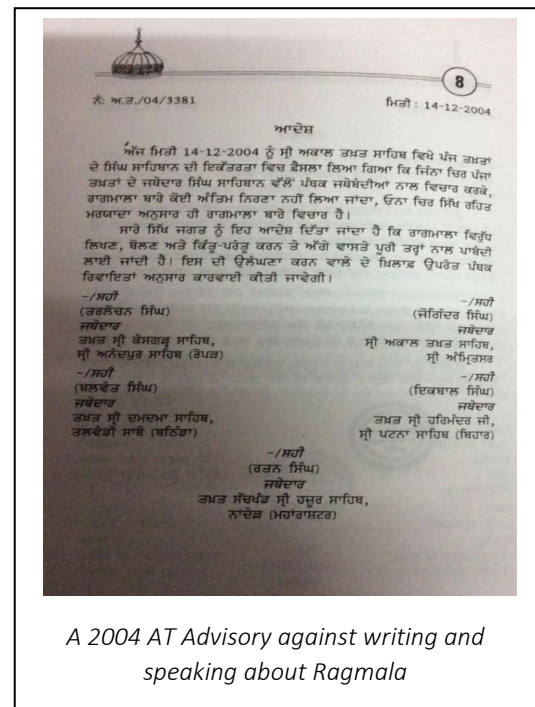 8
ਨੰ: ਅ.ਤ./04/3381 ਮਿਤੀ : 14-12-2004
ਆਦੇਸ਼
ਅੱਜ ਮਿਤੀ 14-12-2004 ਨੂੰ ਸ੍ਰੀ ਅਕਾਲ ਤਖ਼ਤ ਸਾਹਿਬ ਵਿਖੇ ਪੰਜ ਤਖ਼ਤਾਂ
ਦੇ ਸਿੰਘ ਸਾਹਿਬਾਨ ਦੀ ਇਕੱਤਰਤਾ ਵਿਚ ਫ਼ੈਸਲਾ ਲਿਆ ਗਿਆ ਕਿ ਜਿੰਨਾ ਚਿਰ ਪੰਜਾਂ
ਤਖ਼ਤਾਂ ਦੇ ਜਥੇਦਾਰ ਸਿੰਘ ਸਾਹਿਬਾਨ ਵੱਲੋਂ ਪੰਥਕ ਜਥੇਬੰਦੀਆਂ ਨਾਲ ਵਿਚਾਰ ਕਰਕੇ,
ਰਾਗਮਾਲਾ ਬਾਰੇ ਕੋਈ ਅੰਤਿਮ ਨਿਰਣਾ ਨਹੀਂ ਲਿਆ ਜਾਂਦਾ, ਓਨਾ ਚਿਰ ਸਿੱਖ ਰਹਿਤ
ਮਰਯਾਦਾ ਅਨੁਸਾਰ ਹੀ ਰਾਗਮਾਲਾ ਬਾਰੇ ਵਿਚਾਰ ਹੈ।
ਸਾਰੇ ਸਿੱਖ ਜਗਤ ਨੂੰ ਇਹ ਆਦੇਸ਼ ਦਿੱਤਾ ਜਾਂਦਾ ਹੈ ਕਿ ਰਾਗਮਾਲਾ ਵਿਰੁੱਧ
ਲਿਖਣ, ਬੋਲਣ ਅਤੇ ਕਿੰਤੂ-ਪਰੰਤੂ ਕਰਨ ਤੇ ਅੱਗੇ ਵਾਸਤੇ ਪੂਰੀ ਤਰ੍ਹਾਂ ਨਾਲ ਪਾਬੰਦੀ
ਲਾਈ ਜਾਂਦੀ ਹੈ। ਇਸ ਦੀ ਉਲੰਘਣਾ ਕਰਨ ਵਾਲੇ ਦੇ ਖ਼ਿਲਾਫ਼ ਉਪਰੰਤ ਪੰਥਕ
ਰਿਵਾਇਤਾਂ ਅਨੁਸਾਰ ਕਾਰਵਾਈ ਕੀਤੀ ਜਾਵੇਗੀ।
-/ਸਹੀ -/ਸਹੀ
(ਤਰਲੋਚਨ ਸਿੰਘ) (ਜੋਗਿੰਦਰ ਸਿੰਘ)
ਜਥੇਦਾਰ ਜਥੇਦਾਰ
ਤਖ਼ਤ ਸ੍ਰੀ ਕੇਸਗੜ੍ਹ ਸਾਹਿਬ, ਸ੍ਰੀ ਅਕਾਲ ਤਖ਼ਤ ਸਾਹਿਬ,
ਸ੍ਰੀ ਅਨੰਦਪੁਰ ਸਾਹਿਬ (ਰੋਪੜ) ਸ੍ਰੀ ਅੰਮ੍ਰਿਤਸਰ
-/ਸਹੀ -/ਸਹੀ
(ਬਲਵੰਤ ਸਿੰਘ) (ਇਕਬਾਲ ਸਿੰਘ)
ਜਥੇਦਾਰ ਜਥੇਦਾਰ
ਤਖ਼ਤ ਸ੍ਰੀ ਦਮਦਮਾ ਸਾਹਿਬ, ਤਖ਼ਤ ਸ੍ਰੀ ਹਰਿਮੰਦਰ ਜੀ,
ਤਲਵੰਡੀ ਸਾਬੋ (ਬਠਿੰਡਾ) ਸ੍ਰੀ ਪਟਨਾ ਸਾਹਿਬ (ਬਿਹਾਰ)
-/ਸਹੀ
(ਰਤਨ ਸਿੰਘ)
ਜਥੇਦਾਰ
ਤਖ਼ਤ ਸੱਚਖੰਡ ਸ੍ਰੀ ਹਜ਼ੂਰ ਸਾਹਿਬ,
ਨਾਂਦੇੜ (ਮਹਾਂਰਾਸ਼ਟਰ)
A 2004 AT Advisory against writing and
speaking about Ragmala